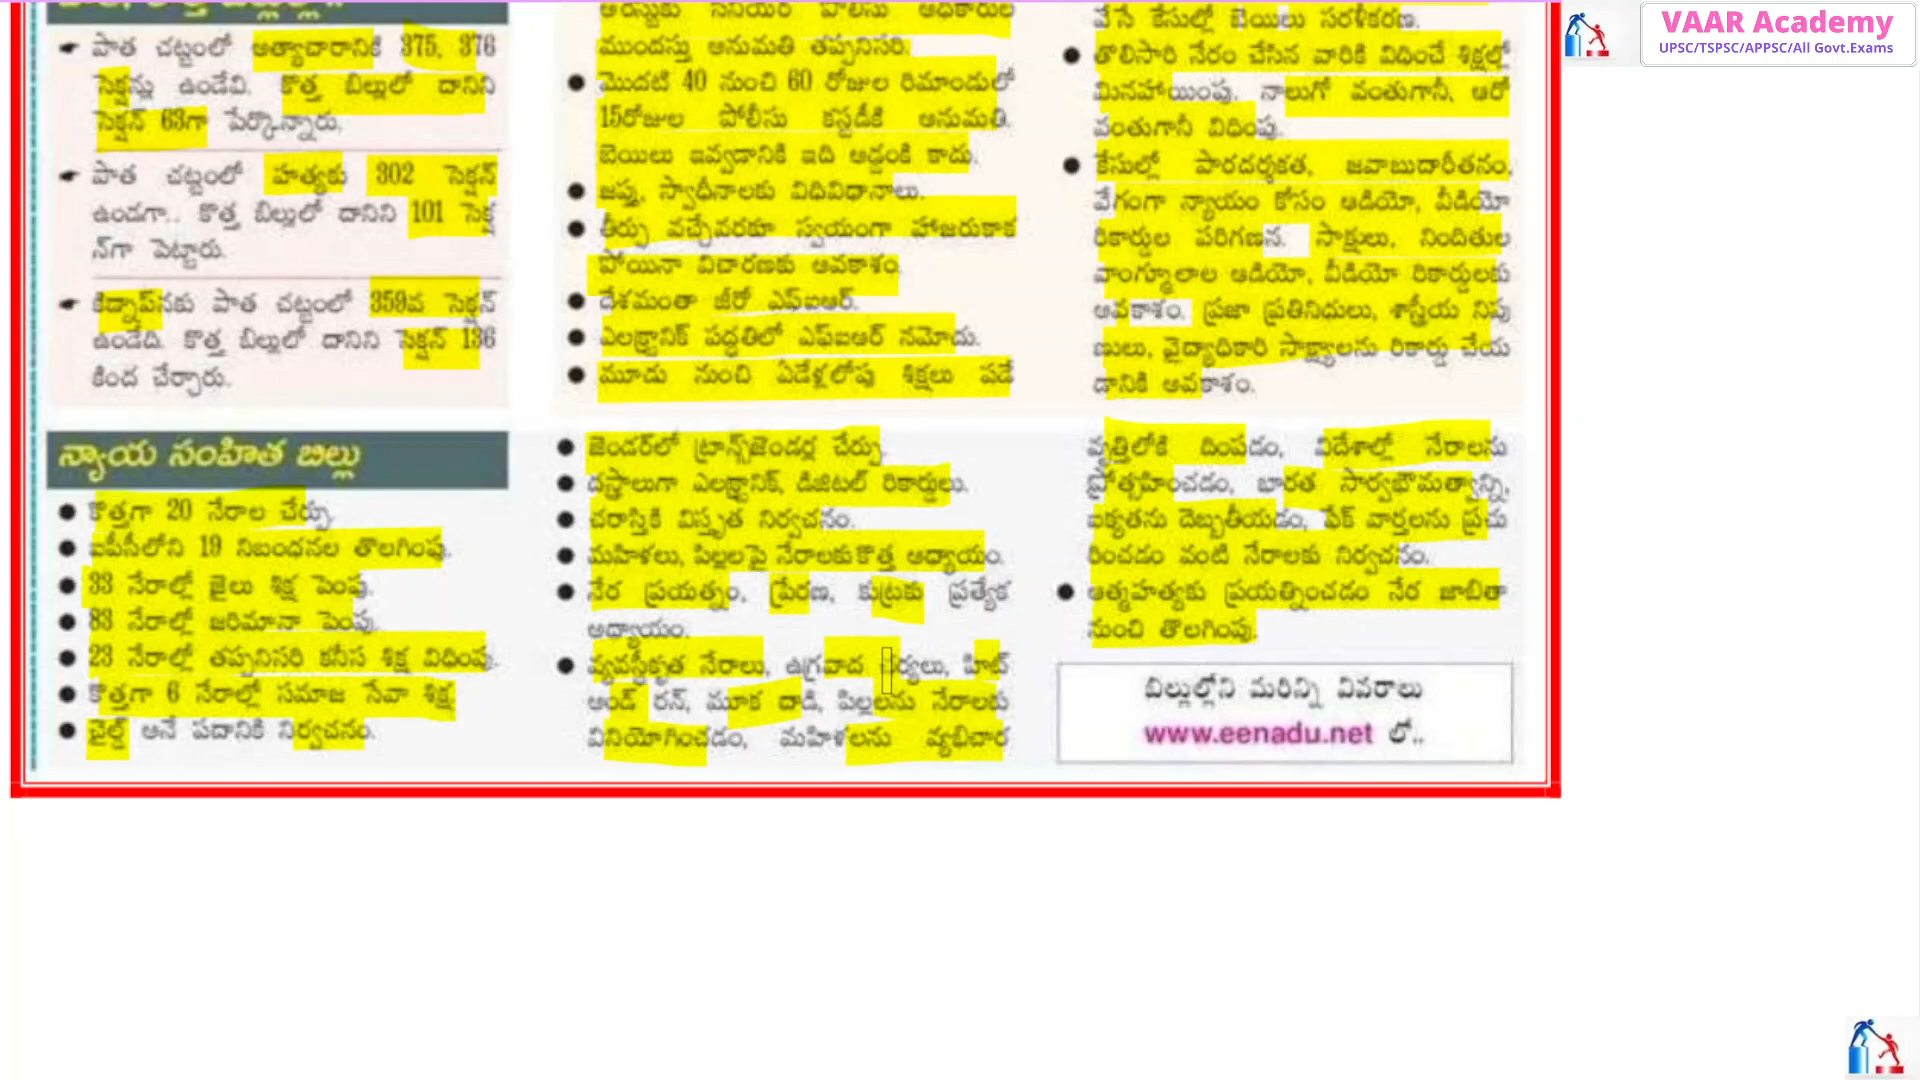 పాత చట్టంలో అత్యాచారానికి 375, 376
సెక్షన్లు ఉండేవి. కొత్త బిల్లులో దానిని
సెక్షన్ 63గా పేర్కొన్నారు.
పాత చట్టంలో హత్యకు 302 సెక్షన్
ఉండగా.. కొత్త బిల్లులో దానిని 101 సెక్ష
న్‌గా పెట్టారు.
కిడ్నాప్‌నకు పాత చట్టంలో 359వ సెక్షన్
ఉండేది. కొత్త బిల్లులో దానిని సెక్షన్ 136
కింద చేర్చారు.
అరెస్టుకు సీనియర్ పోలీసు అధికారుల
ముందస్తు అనుమతి తప్పనిసరి.
మొదటి 40 నుంచి 60 రోజుల రిమాండులో
15రోజుల పోలీసు కస్టడీకి అనుమతి.
బెయిలు ఇవ్వడానికి ఇది అడ్డంకి కాదు.
జప్తు, స్వాధీనాలకు విధివిధానాలు.
తీర్పు వచ్చేవరకూ స్వయంగా హాజరుకాక
పోయినా విచారణకు అవకాశం.
దేశమంతా జీరో ఎఫ్ఐఆర్.
ఎలక్ట్రానిక్ పద్ధతిలో ఎఫ్ఐఆర్ నమోదు.
మూడు నుంచి ఏడేళ్లలోపు శిక్షలు పడే
వేసే కేసుల్లో బెయిలు సరళీకరణ.
తొలిసారి నేరం చేసిన వారికి విధించే శిక్షల్లో
మినహాయింపు. నాలుగో వంతుగానీ, ఆరో
వంతుగానీ విధింపు.
కేసుల్లో పారదర్శకత, జవాబుదారీతనం,
వేగంగా న్యాయం కోసం ఆడియో, వీడియో
రికార్డుల పరిగణన. సాక్షులు, నిందితుల
వాంగ్మూలాల ఆడియో, వీడియో రికార్డులకు
అవకాశం. ప్రజా ప్రతినిధులు, శాస్త్రీయ నిపు
ణులు, వైద్యాధికారి సాక్ష్యాలను రికార్డు చేయ
డానికి అవకాశం.
న్యాయ సంహిత బిల్లు
కొత్తగా 20 నేరాల చేర్పు.
ఐపీసీలోని 19 నిబంధనల తొలగింపు.
33 నేరాల్లో జైలు శిక్ష పెంపు.
83 నేరాల్లో జరిమానా పెంపు.
23 నేరాల్లో తప్పనిసరి కనీస శిక్ష విధింపు.
కొత్తగా 6 నేరాల్లో సమాజ సేవా శిక్ష
చైల్డ్ అనే పదానికి నిర్వచనం.
జెండర్‌లో ట్రాన్స్‌జెండర్ల చేర్పు.
దస్త్రాలుగా ఎలక్ట్రానిక్, డిజిటల్ రికార్డులు.
చరాస్తికి విస్తృత నిర్వచనం.
మహిళలు, పిల్లలపై నేరాలకు కొత్త అధ్యాయం.
నేర ప్రయత్నం, ప్రేరణ, కుట్రకు ప్రత్యేక
అధ్యాయం.
వ్యవస్థీకృత నేరాలు, ఉగ్రవాద చర్యలు, హిట్
అండ్ రన్, మూక దాడి, పిల్లలను నేరాలకు
వినియోగించడం, మహిళలను వ్యభిచార
వృత్తిలోకి దింపడం, విదేశాల్లో నేరాలను
ప్రోత్సహించడం, భారత సార్వభౌమత్వాన్ని,
ఐక్యతను దెబ్బతీయడం, ఫేక్ వార్తలను ప్రచు
రించడం వంటి నేరాలకు నిర్వచనం.
ఆత్మహత్యకు ప్రయత్నించడం నేర జాబితా
నుంచి తొలగింపు.
బిల్లుల్లోని మరిన్ని వివరాలు
www.eenadu.net లో..
VAAR Academy
UPSC/TSPSC/APPSC/All Govt.Exams